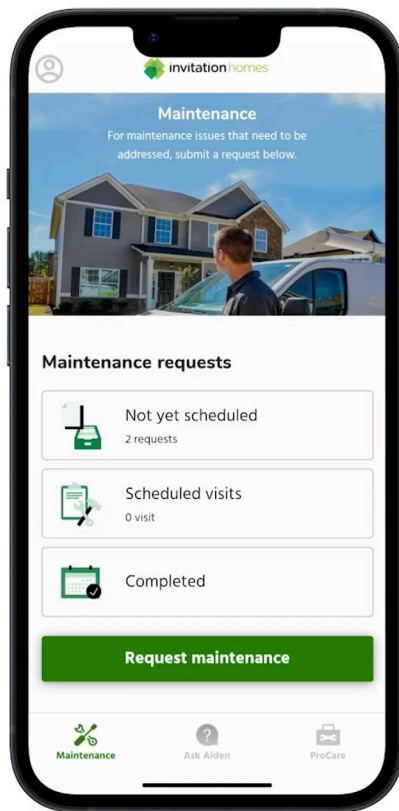 invitation homes
Maintenance
For maintenance issues that need to be
addressed, submit a request below.
Maintenance requests
Not yet scheduled
2 requests
Scheduled visits
0 visit
Completed
Request maintenance
Maintenance
Ask Aiden
ProCare